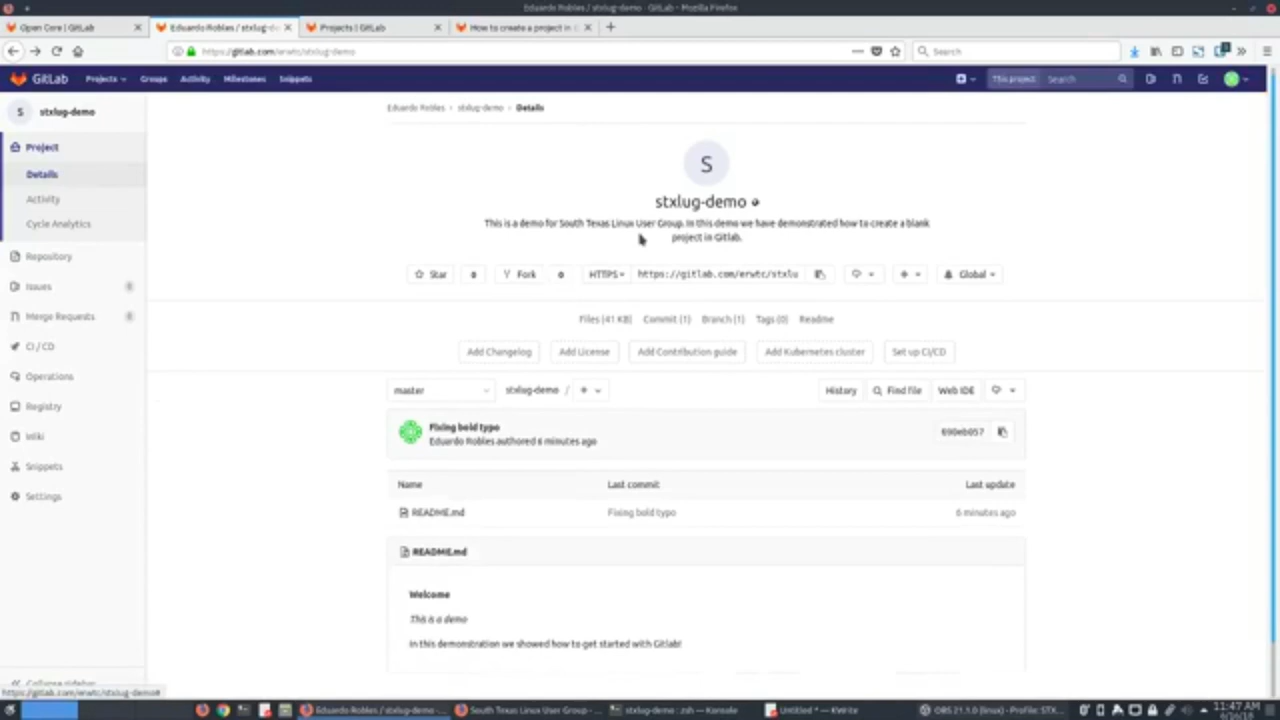 Eduardo Robles / stxlug-demo · GitLab - Mozilla Firefox
Open Core | GitLab
Eduardo Robles / stxlug-de
Projects | GitLab
How to create a project in G
https://gitlab.com/erwtc/stxlug-demo
Search
GitLab
Projects
Groups
Activity
Milestones
Snippets
This project
Search
S
stxlug-demo
Project
Details
Activity
Cycle Analytics
Repository
Issues
0
Merge Requests
0
CI / CD
Operations
Registry
Wiki
Snippets
Settings
Collapse sidebar
Eduardo Robles > stxlug-demo > Details
S
stxlug-demo
This is a demo for South Texas Linux User Group. In this demo we have demonstrated how to create a blank
project in Gitlab.
Star
0
Fork
0
HTTPS
https://gitlab.com/erwtc/stxlu
Global
Files (41 KB)
Commit (1)
Branch (1)
Tags (0)
Readme
Add Changelog
Add License
Add Contribution guide
Add Kubernetes cluster
Set up CI/CD
master
stxlug-demo /
History
Find file
Web IDE
Fixing bold typo
Eduardo Robles authored 6 minutes ago
690eb057
Name
Last commit
Last update
README.md
Fixing bold typo
6 minutes ago
README.md
Welcome
This is a demo
In this demonstration we showed how to get started with Gitlab!
https://gitlab.com/erwtc/stxlug-demo#
Eduardo Robles / stxlug-demo -...
South Texas Linux User Group - ...
stxlug-demo : zsh — Konsole
Untitled * — KWrite
OBS 21.1.0 (linux) - Profile: STX...
11:47 AM